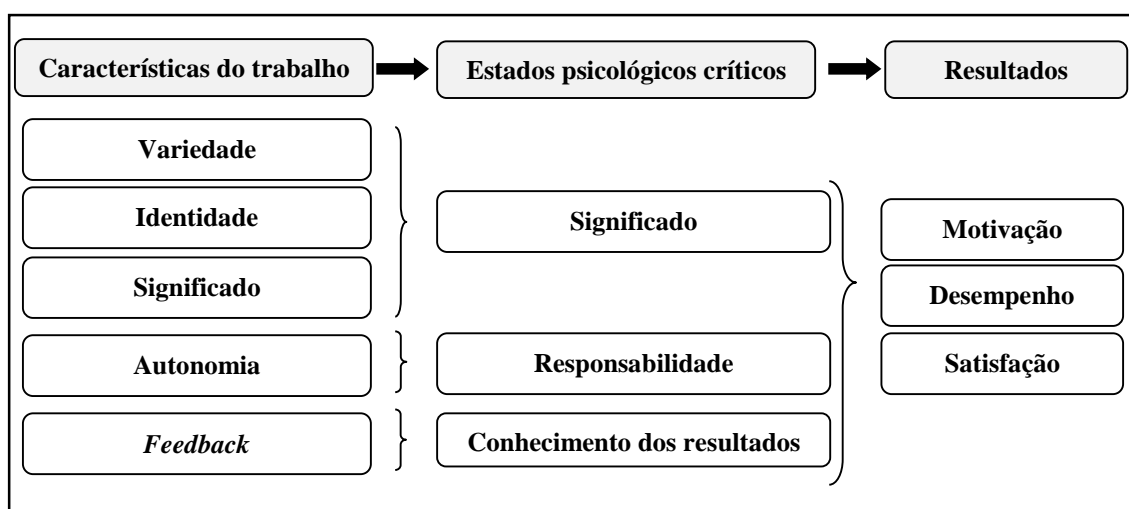 Características do trabalho
Estados psicológicos críticos
Resultados
Variedade
Identidade
Significado
Autonomia
Feedback
Significado
Responsabilidade
Conhecimento dos resultados
Motivação
Desempenho
Satisfação